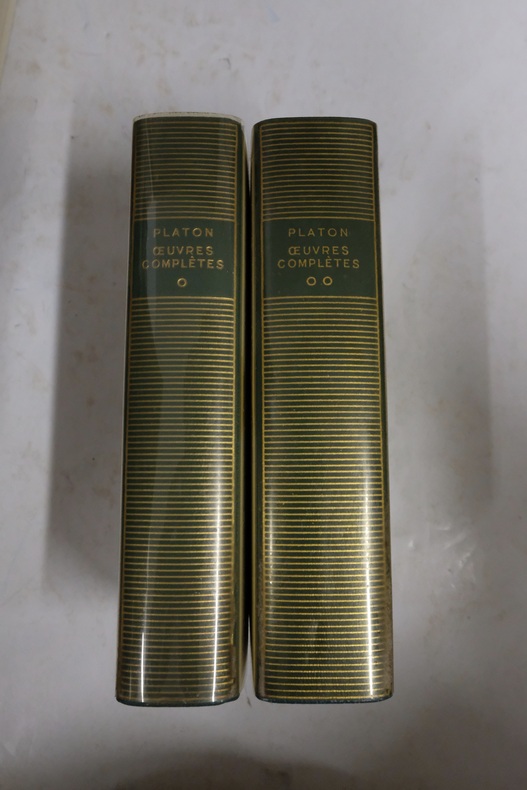 PLATON
ŒUVRES
COMPLÈTES
PLATON
ŒUVRES
COMPLÈTES